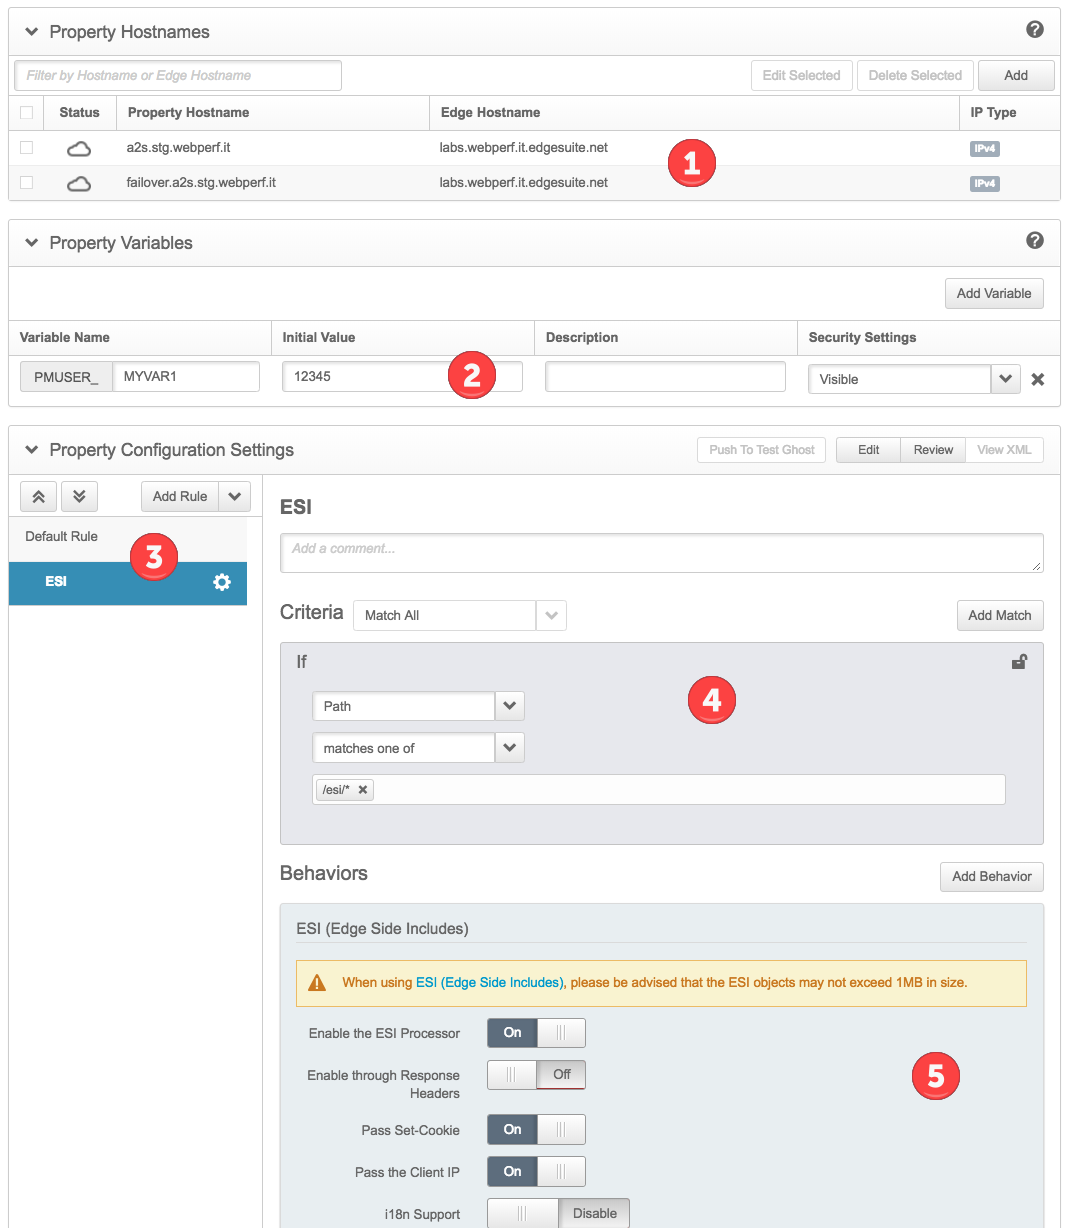 Property Hostnames
?
Filter by Hostname or Edge Hostname
Edit Selected Delete Selected Add
Status Property Hostname Edge Hostname IP Type
a2s.stg.webperf.it labs.webperf.it.edgesuite.net IPv4
1
failover.a2s.stg.webperf.it labs.webperf.it.edgesuite.net IPv4
Property Variables
?
Add Variable
Variable Name Initial Value Description Security Settings
PMUSER_ MYVAR1 12345 2 Visible
Property Configuration Settings Push To Test Ghost Edit Review View XML
Add Rule
ESI
Default Rule
3
ESI
Add a comment...
Criteria Match All Add Match
If
Path
4
matches one of
/esi/*
Behaviors Add Behavior
ESI (Edge Side Includes)
When using ESI (Edge Side Includes), please be advised that the ESI objects may not exceed 1MB in size.
Enable the ESI Processor On
Enable through Response Off
Headers
5
Pass Set-Cookie On
Pass the Client IP On
i18n Support Disable